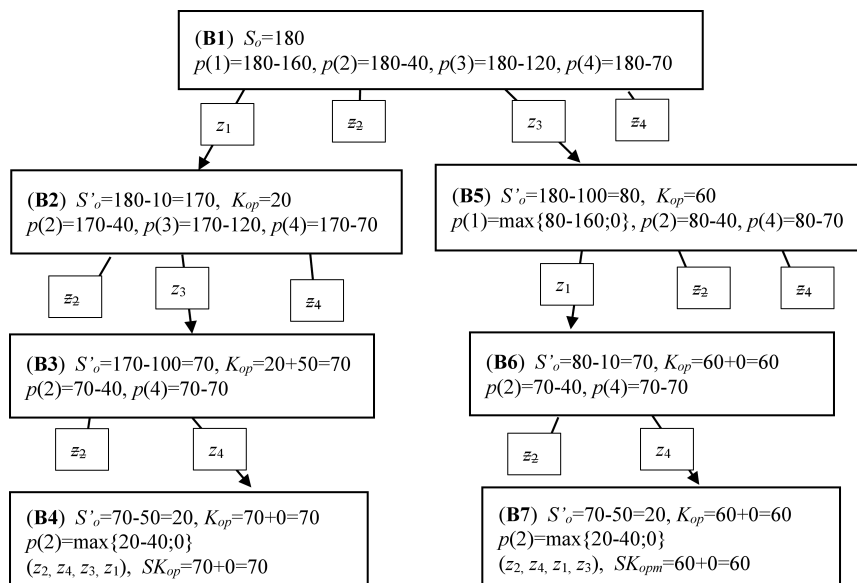 (B1) So=180
p(1)=180-160, p(2)=180-40, p(3)=180-120, p(4)=180-70
z1
z2
z3
z4
(B2) S’o=180-10=170, Kop=20
p(2)=170-40, p(3)=170-120, p(4)=170-70
(B5) S’o=180-100=80, Kop=60
p(1)=max{80-160;0}, p(2)=80-40, p(4)=80-70
z2
z3
z4
z1
z2
z4
(B3) S’o=170-100=70, Kop=20+50=70
p(2)=70-40, p(4)=70-70
(B6) S’o=80-10=70, Kop=60+0=60
p(2)=70-40, p(4)=70-70
z2
z4
z2
z4
(B4) S’o=70-50=20, Kop=70+0=70
p(2)=max{20-40;0}
(z2, z4, z3, z1), SKop=70+0=70
(B7) S’o=70-50=20, Kop=60+0=60
p(2)=max{20-40;0}
(z2, z4, z1, z3), SKopm=60+0=60